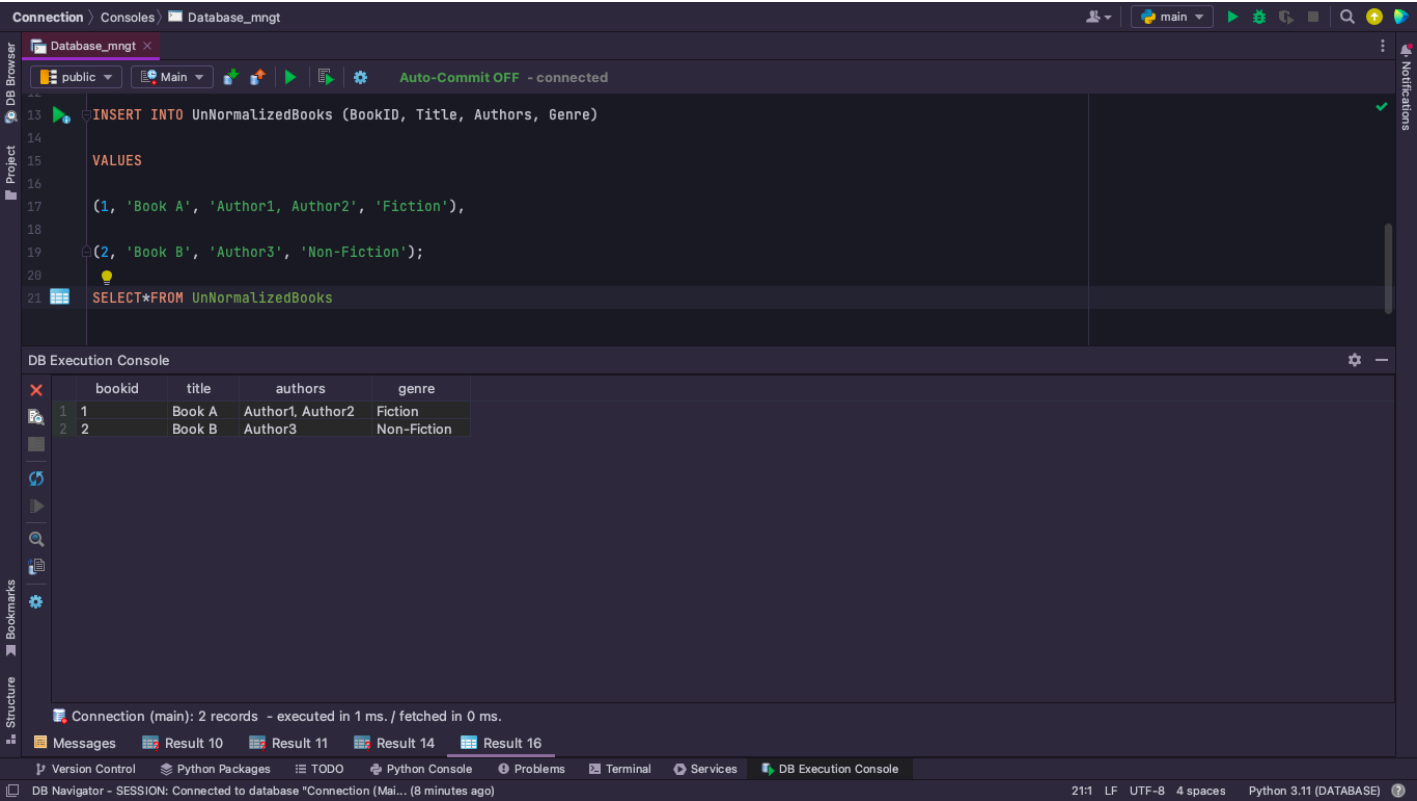 Connection Consoles Database_mngt
main
Database_mngt
public Main Auto-Commit OFF - connected
12
13 INSERT INTO UnNormalizedBooks (BookID, Title, Authors, Genre)
14
15 VALUES
16
17 (1, 'Book A', 'Author1, Author2', 'Fiction'),
18
19 (2, 'Book B', 'Author3', 'Non-Fiction');
20
21 SELECT*FROM UnNormalizedBooks
DB Browser
Project
Bookmarks
Structure
Notifications
DB Execution Console
bookid title authors genre
1 1 Book A Author1, Author2 Fiction
2 2 Book B Author3 Non-Fiction
Connection (main): 2 records - executed in 1 ms. / fetched in 0 ms.
Messages Result 10 Result 11 Result 14 Result 16
Version Control Python Packages TODO Python Console Problems Terminal Services DB Execution Console
DB Navigator - SESSION: Connected to database "Connection (Mai... (8 minutes ago) 21:1 LF UTF-8 4 spaces Python 3.11 (DATABASE)